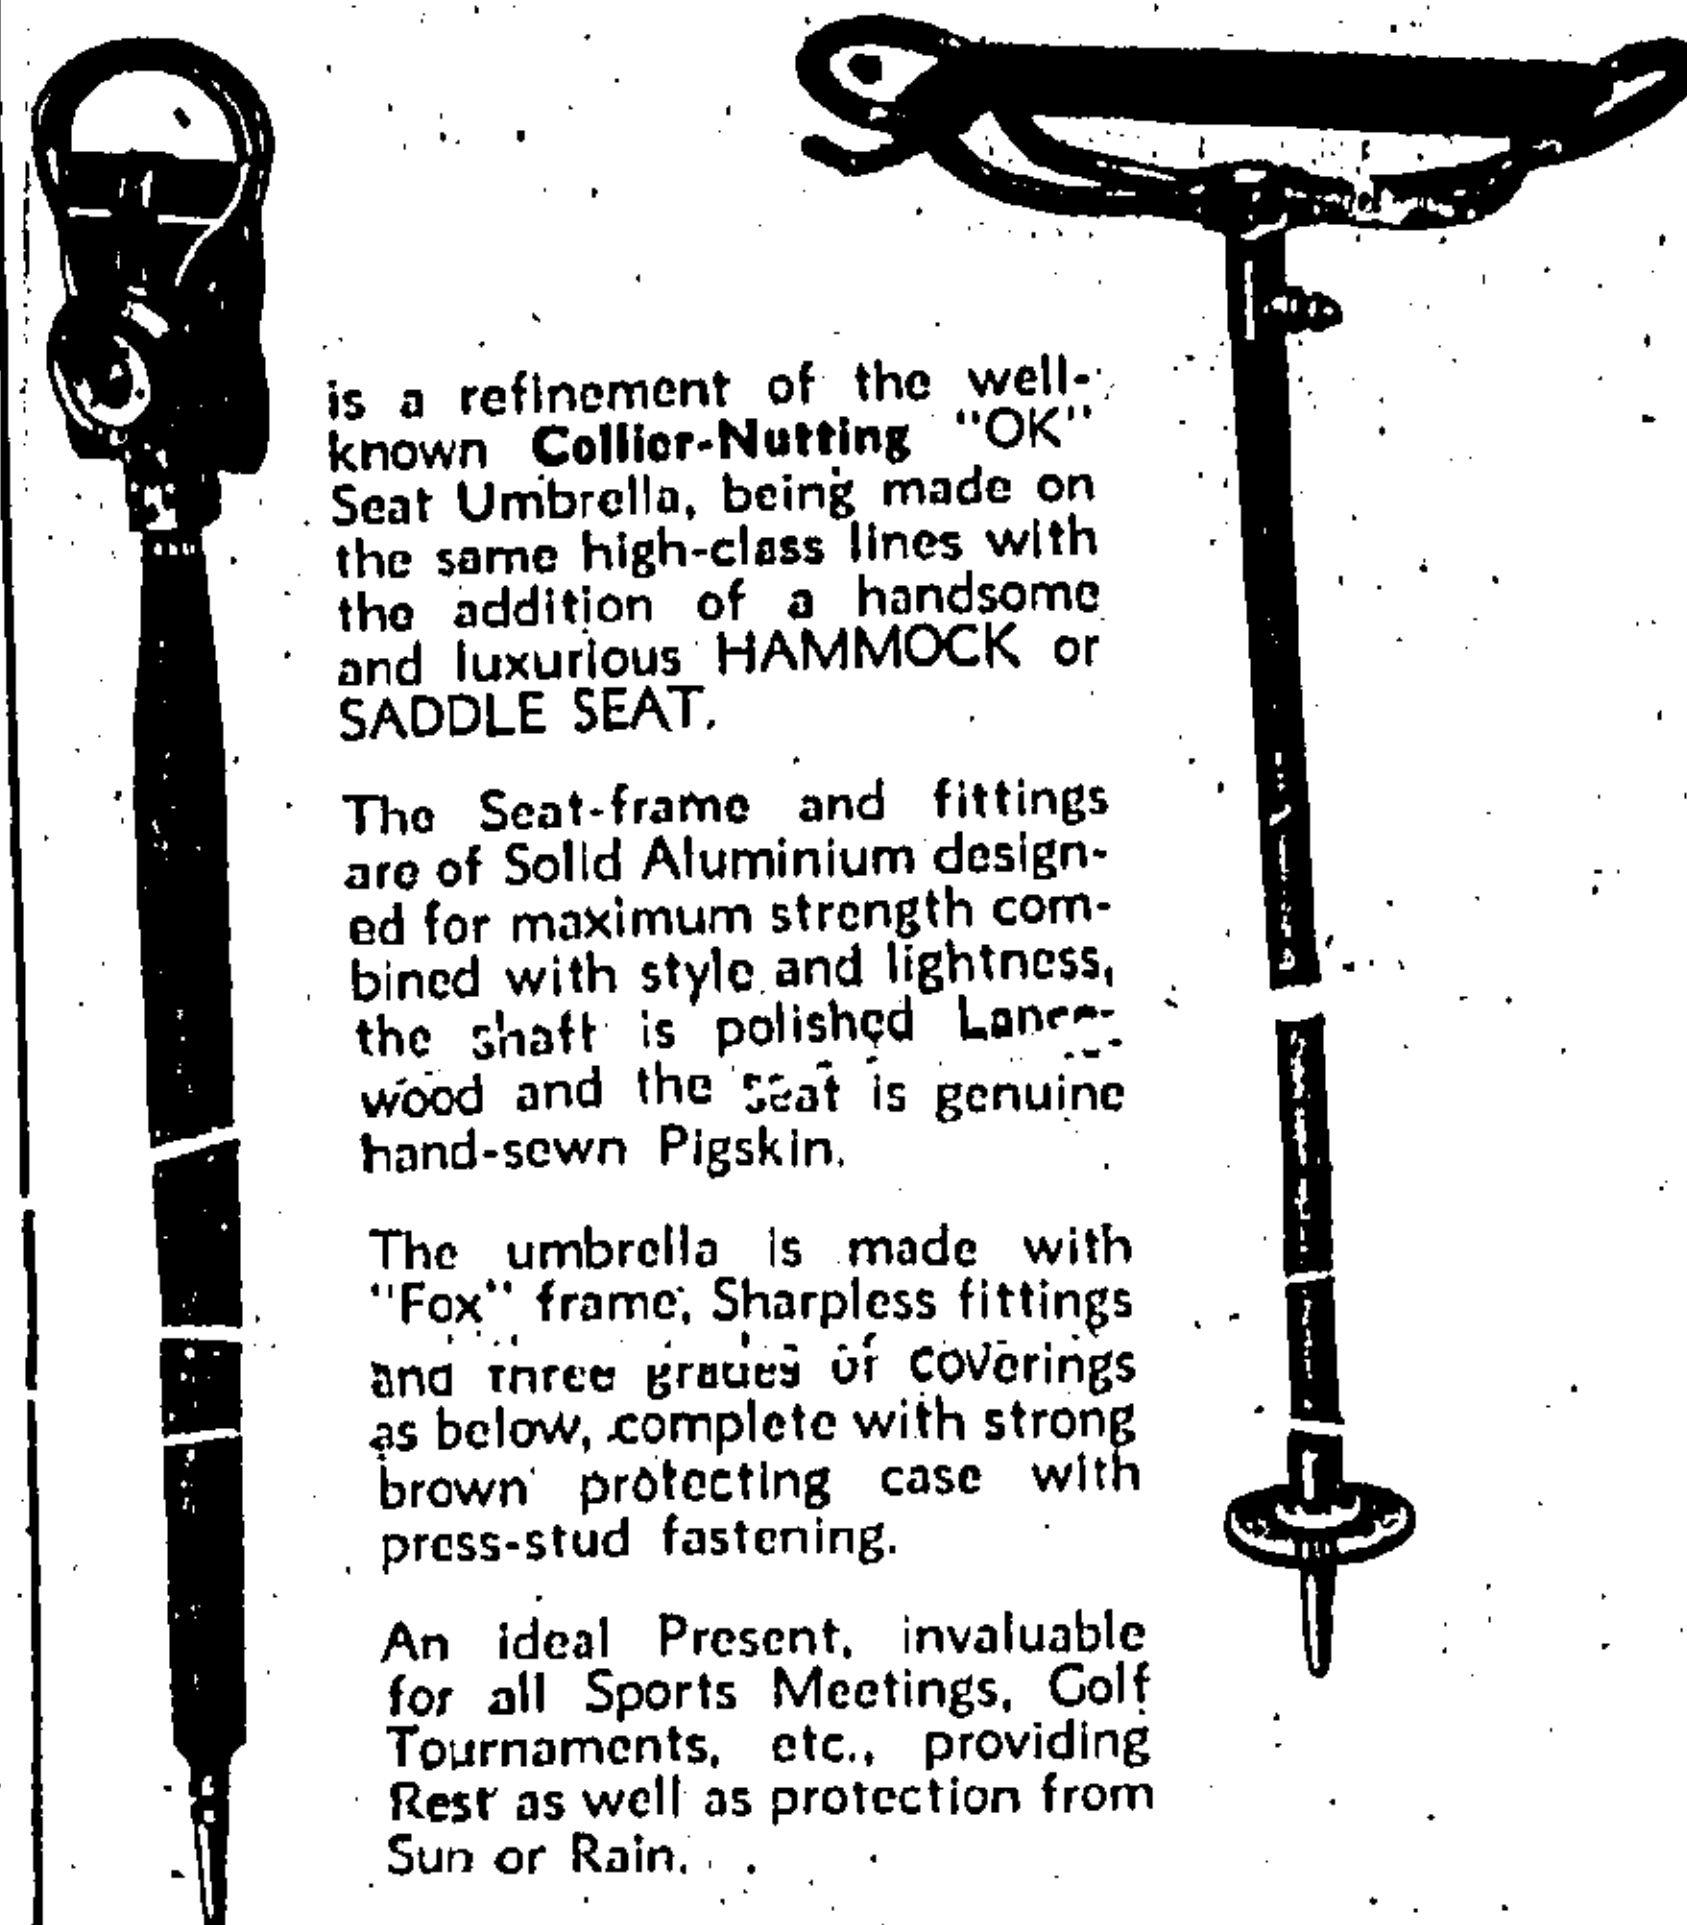 is a refinement of the well-
known Collier-Nutting "OK"
Seat Umbrella, being made on
the same high-class lines with
the addition of a handsome
and luxurious HAMMOCK or
SADDLE SEAT.
The Seat-frame and fittings
are of Solid Aluminium design-
ed for maximum strength com-
bined with style and lightness,
the shaft is polished Lance-
wood and the seat is genuine
hand-sewn Pigskin.
The umbrella is made with
"Fox" frame, Sharpless fittings
and three grades of coverings
as below, complete with strong
brown protecting case with
press-stud fastening.
An ideal Present, invaluable
for all Sports Meetings, Golf
Tournaments, etc., providing
Rest as well as protection from
Sun or Rain.